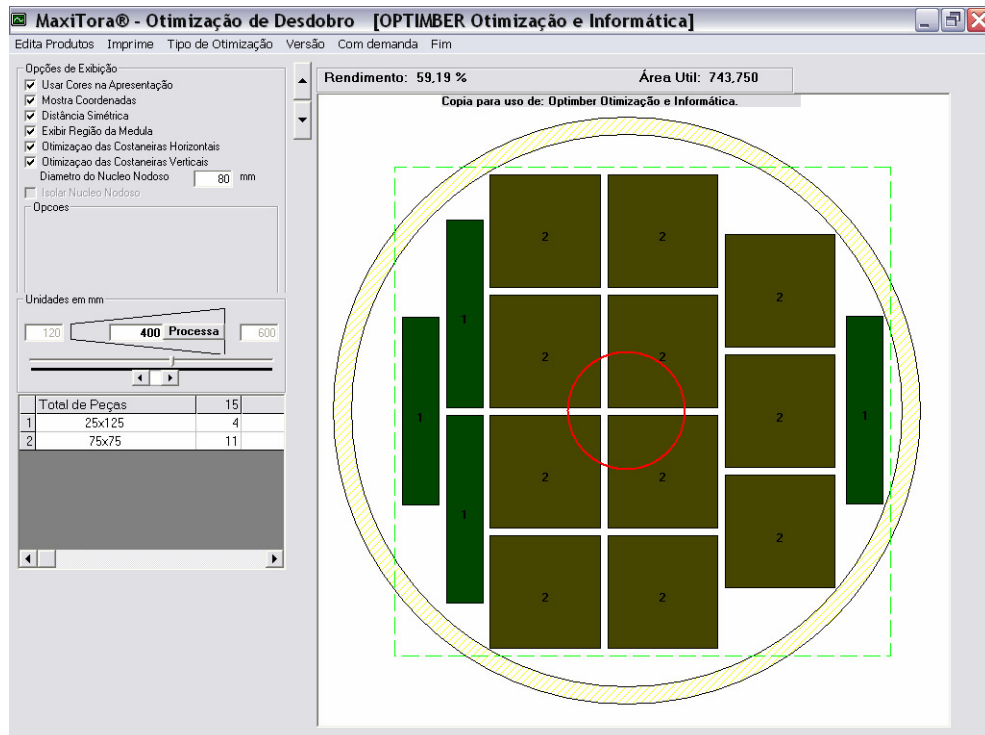 MaxiTora® - Otimização de Desdobro [OPTIMBER Otimização e Informática]
Edita Produtos Imprime Tipo de Otimização Versão Com demanda Fim
Opções de Exibição
Usar Cores na Apresentação
Mostra Coordenadas
Distância Simétrica
Exibir Região da Medula
Otimizaçao das Costaneiras Horizontais
Otimizaçao das Costaneiras Verticais
Diametro do Nucleo Nodoso 80 mm
Isolar Nucleo Nodoso
Opcoes
Unidades em mm
120 400 Processa 600
Total de Peças 15
1 25x125 4
2 75x75 11
Rendimento: 59,19 % Área Util: 743,750
Copia para uso de: Optimber Otimização e Informática.
2 2
2
1
2 2
1 2 1
2 2
1
2
2 2